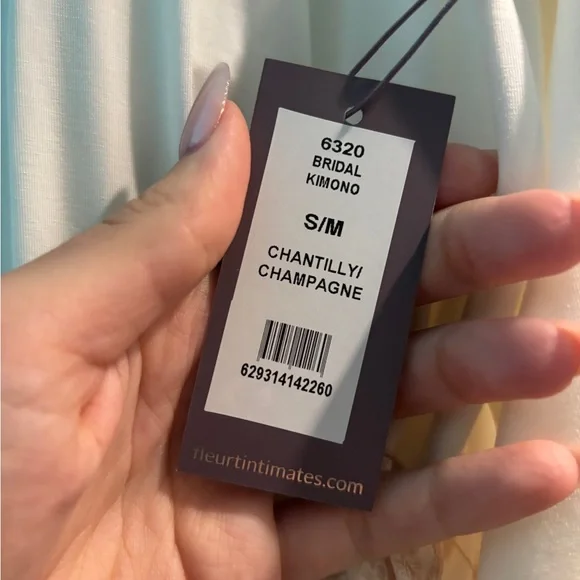 6320
BRIDAL
KIMONO
S/M
CHANTILLY/
CHAMPAGNE
629314142260
fleurtintimates.com